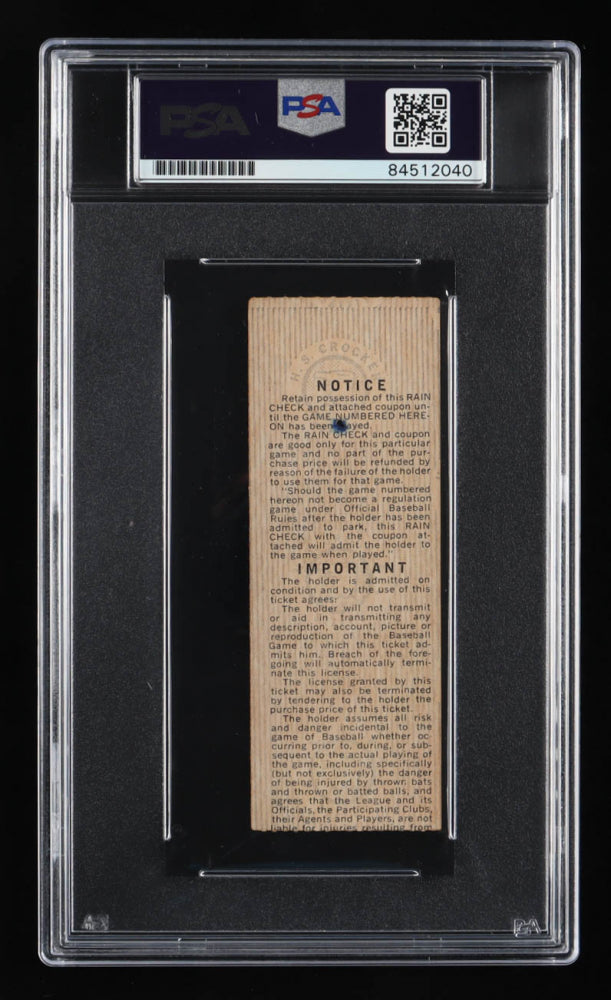 PSA
PSA
84512040
H. S. CROCKE
NOTICE
Retain possession of this RAIN
CHECK and attached coupon un-
til the GAME NUMBERED HERE-
ON has been ayed.
The RAIN CHECK and coupon
are good only for this particular
game and no part of the pur-
chase price will be refunded by
reason of the failure of the holder
to use them for that game.
"Should the game numbered
hereon not become a regulation
game under Official Baseball
Rules after the holder has been
admitted to park, this RAIN
CHECK with the coupon at-
tached will admit the holder to
the game when played."
IMPORTANT
The holder is admitted on
condition and by the use of this
ticket agrees:
The holder will not transmit
or aid in transmitting any
description, account, picture or
reproduction of the Baseball
Game to which this ticket ad-
mits him. Breach of the fore-
going will automatically termi-
nate this license.
The license granted by this
ticket may also be terminated
by tendering to the holder the
purchase price of this ticket.
The holder assumes all risk
and danger incidental to the
game of Baseball whether oc-
curring prior to, during, or sub-
sequent to the actual playing of
the game, including specifically
(but not exclusively) the danger
of being injured by thrown bats
and thrown or batted balls; and
agrees that the League and its
Officials, the Participating Clubs,
their Agents and Players, are not
liable for injuries resulting from
PSA